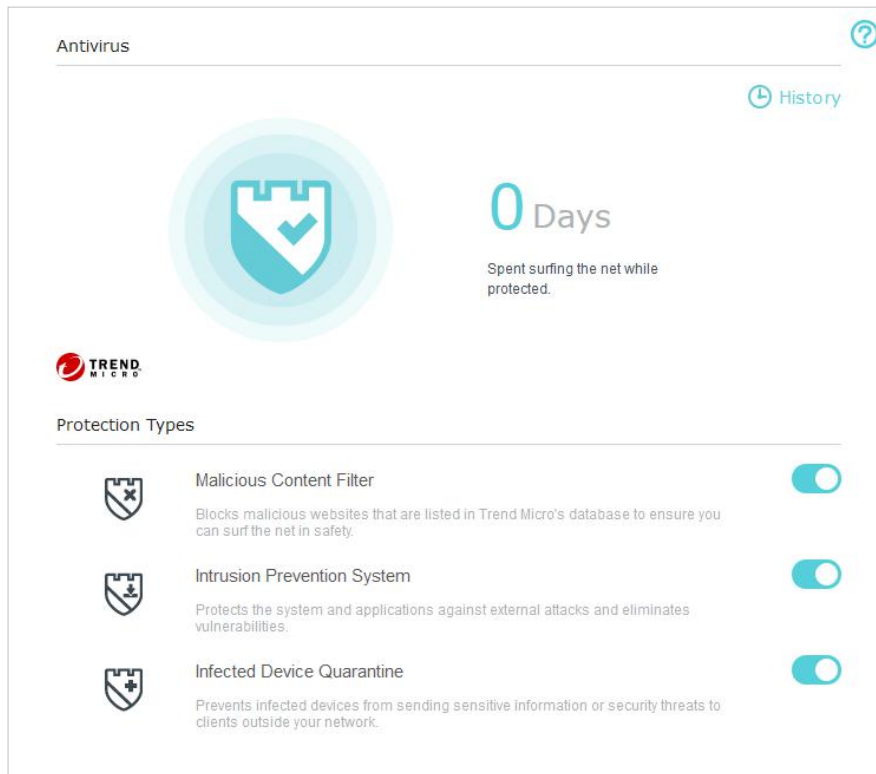 Antivirus
History
0 Days
Spent surfing the net while
protected.
TREND
MICRO
Protection Types
Malicious Content Filter
Blocks malicious websites that are listed in Trend Micro's database to ensure you
can surf the net in safety.
Intrusion Prevention System
Protects the system and applications against external attacks and eliminates
vulnerabilities.
Infected Device Quarantine
Prevents infected devices from sending sensitive information or security threats to
clients outside your network.